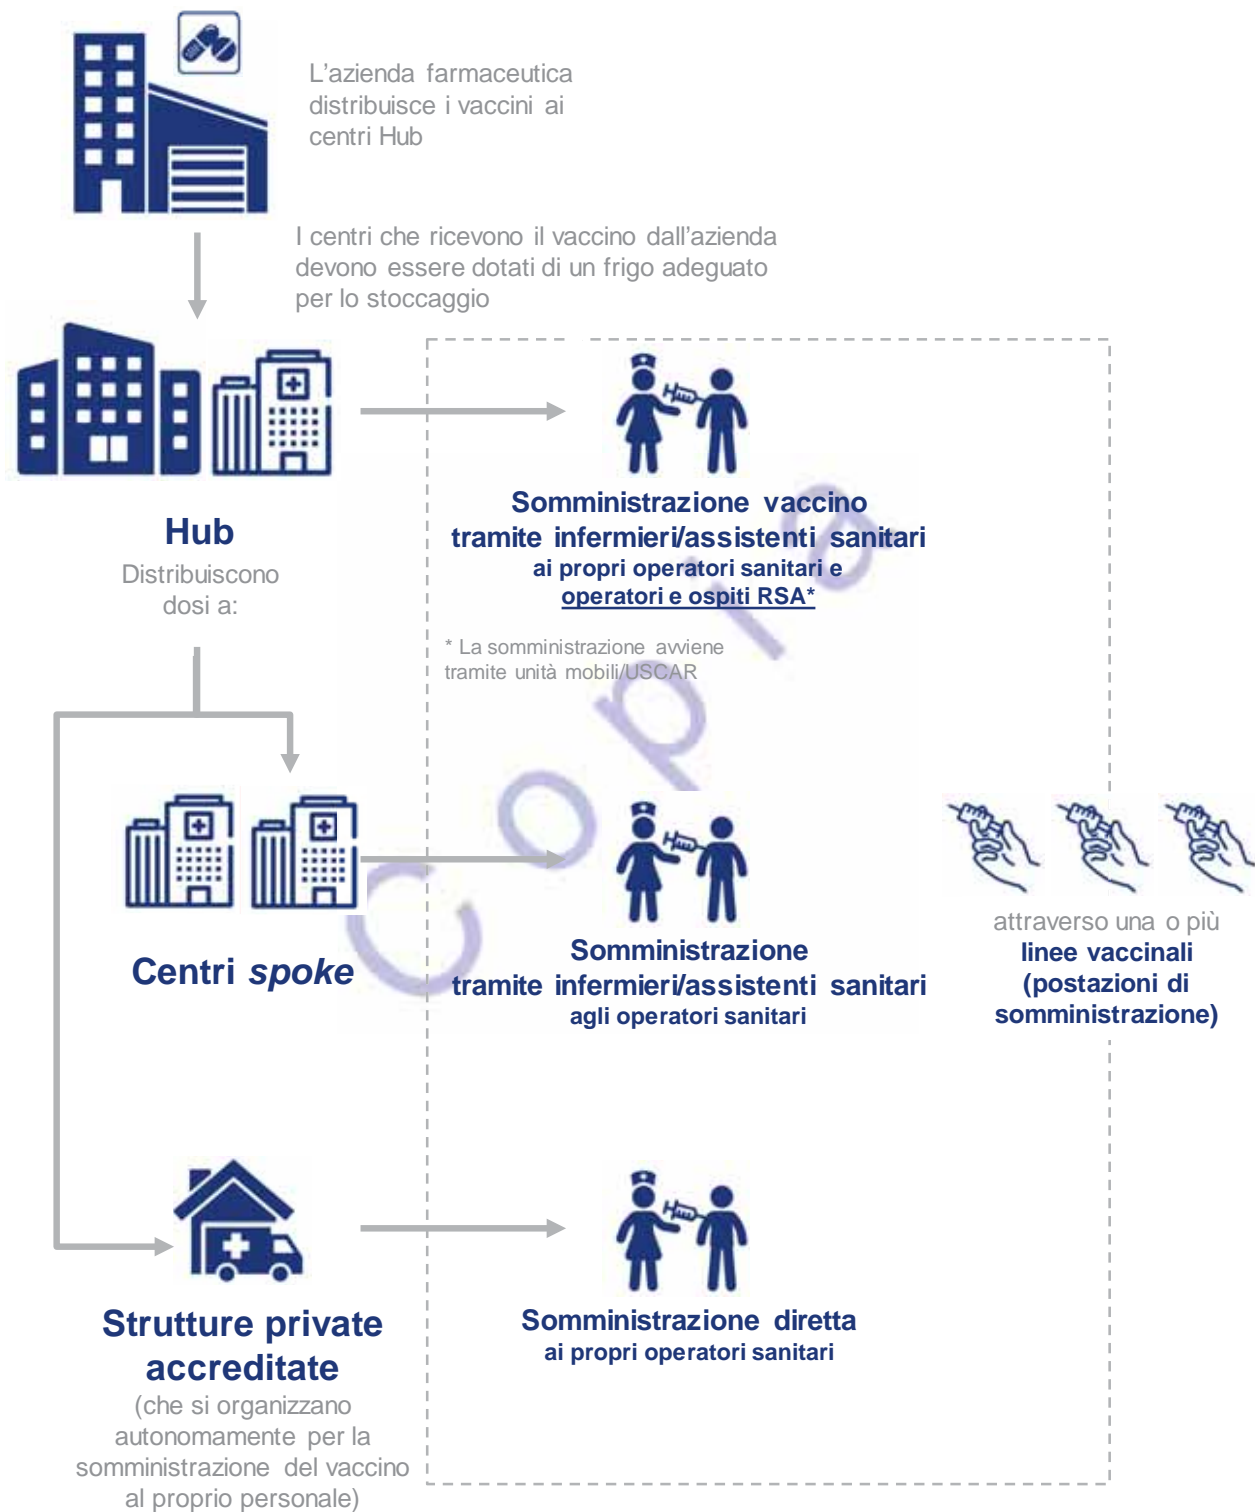 L'azienda farmaceutica
distribuisce i vaccini ai
centri Hub
I centri che ricevono il vaccino dall'azienda
devono essere dotati di un frigo adeguato
per lo stoccaggio
Hub
Distribuiscono
dosi a:
Somministrazione vaccino
tramite infermieri/assistenti sanitari
ai propri operatori sanitari e
operatori e ospiti RSA*
* La somministrazione avviene
tramite unità mobili/USCAR
Centri spoke
Somministrazione
tramite infermieri/assistenti sanitari
agli operatori sanitari
attraverso una o più
linee vaccinali
(postazioni di
somministrazione)
Strutture private
accreditate
(che si organizzano
autonomamente per la
somministrazione del vaccino
al proprio personale)
Somministrazione diretta
ai propri operatori sanitari
Copia